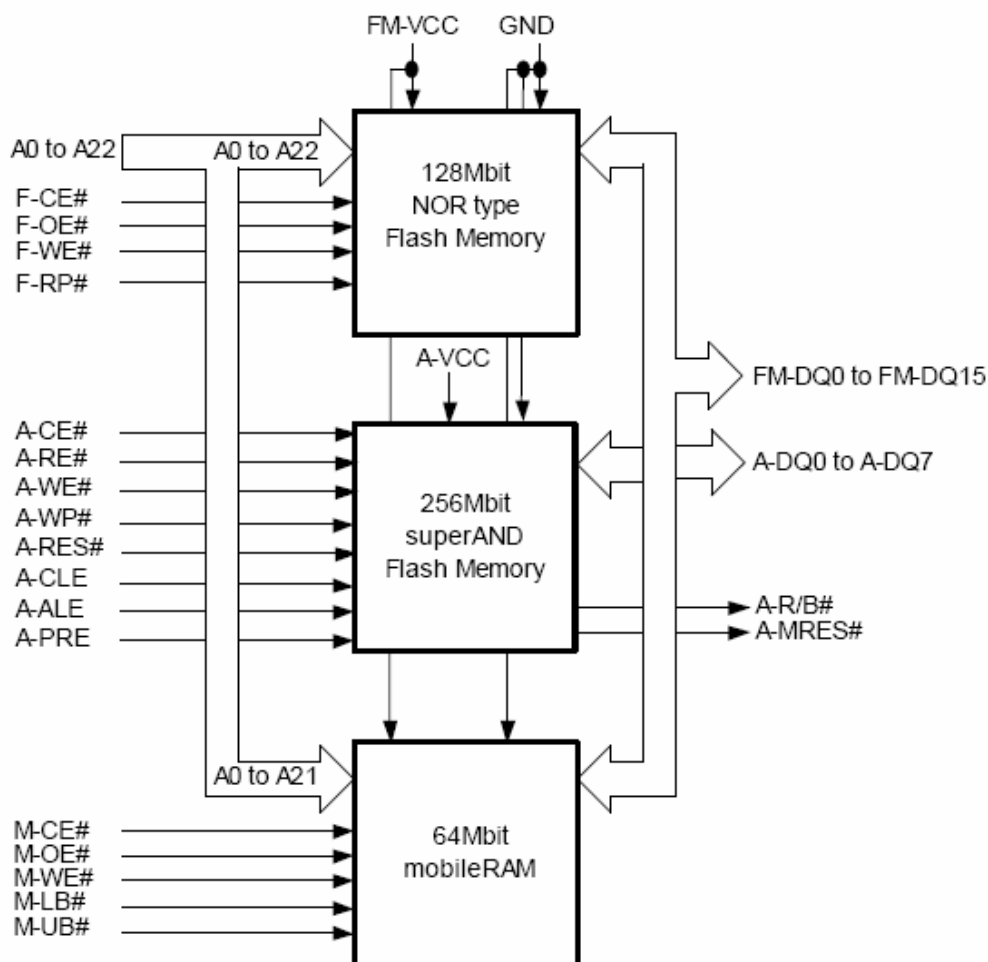 FM-VCC GND
A0 to A22 A0 to A22
F-CE#
F-OE#
F-WE#
F-RP#
128Mbit
NOR type
Flash Memory
A-VCC
FM-DQ0 to FM-DQ15
A-CE#
A-RE#
A-WE#
A-WP#
A-RES#
A-CLE
A-ALE
A-PRE
256Mbit
superAND
Flash Memory
A-DQ0 to A-DQ7
A-R/B#
A-MRES#
A0 to A21
M-CE#
M-OE#
M-WE#
M-LB#
M-UB#
64Mbit
mobileRAM